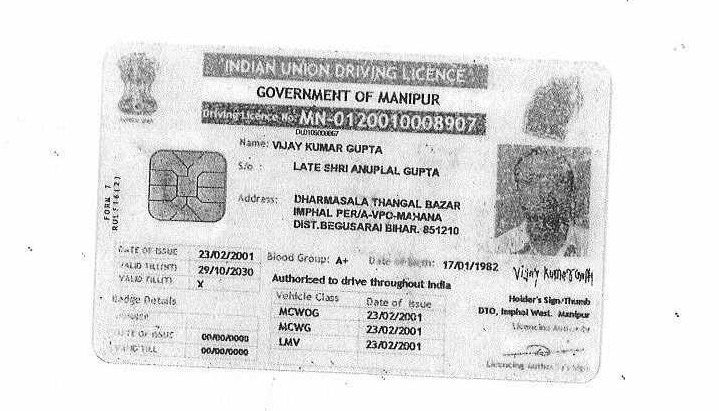 INDIAN UNION DRIVING LICENCE
GOVERNMENT OF MANIPUR
Driving Licence No: MN-0120010008907
Name: VIJAY KUMAR GUPTA
S/o : LATE SHRI ANUPLAL GUPTA
Address: DHARMASALA THANGAL BAZAR
IMPHAL PER/A-VPO-MAHANA
DIST.BEGUSARAI BIHAR. 851210
FORM 7
RULE 16(2)
DATE OF ISSUE 23/02/2001
VALID TILL(NT) 29/10/2030
VALID TILL(T) X
Blood Group: A+ Date of Birth: 17/01/1982
Authorised to drive throughout India
Badge Details
DATE OF ISSUE 00/00/0000
VALID TILL 00/00/0000
Vehicle Class Date of Issue
MCWOG 23/02/2001
MCWG 23/02/2001
LMV 23/02/2001
Vijay Kumar Gupta
Holder's Sign/Thumb
DTO, Imphal West. Manipur
Licencing Authority
Licencing Authority's Sign